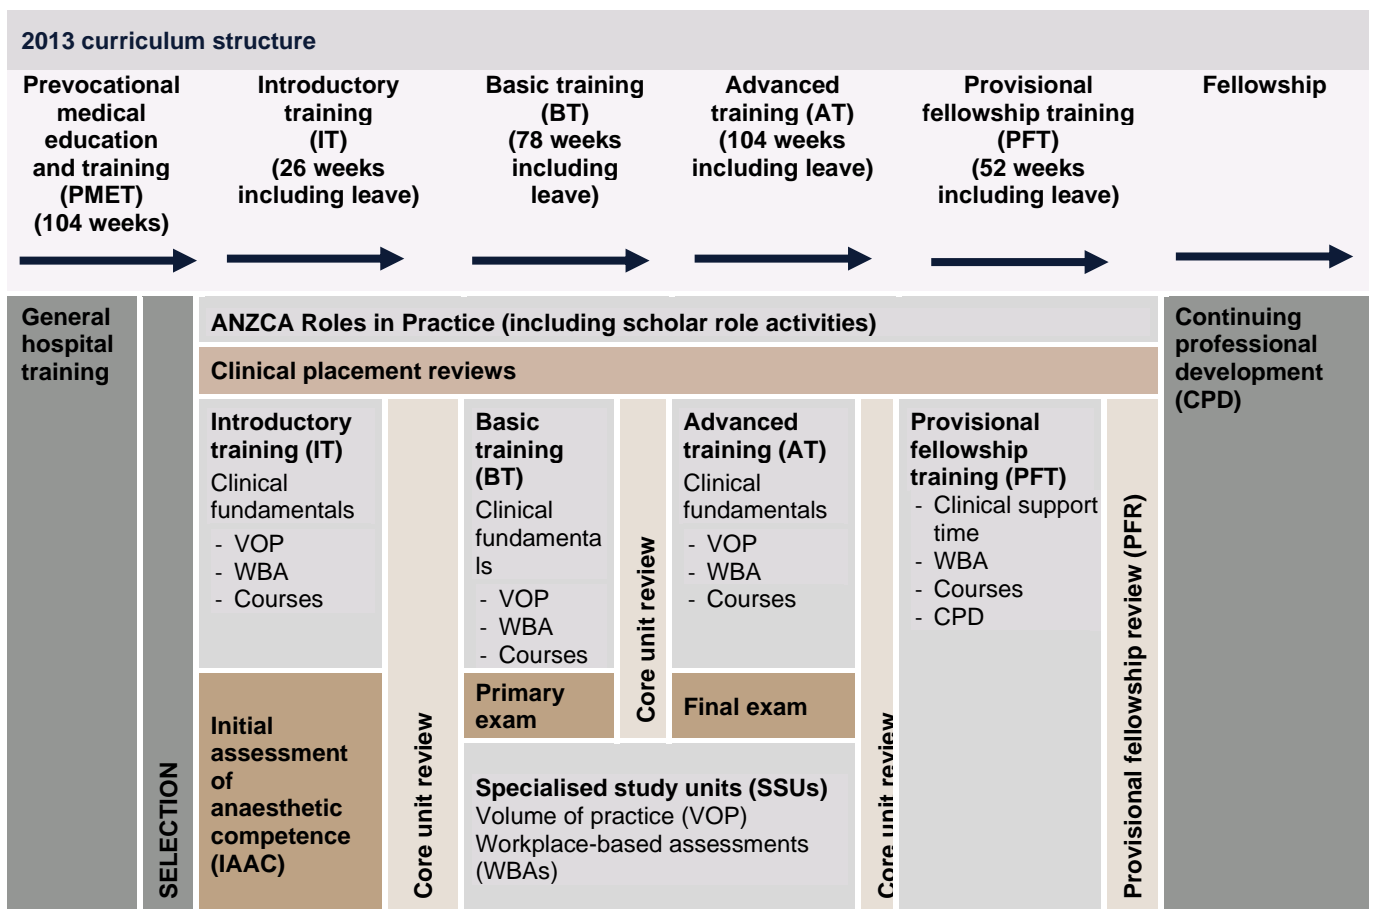 2013 curriculum structure
Prevocational
medical
education
and training
(PMET)
(104 weeks)
Introductory
training
(IT)
(26 weeks
including leave)
Basic training
(BT)
(78 weeks
including
leave)
Advanced
training (AT)
(104 weeks
including leave)
Provisional
fellowship training
(PFT)
(52 weeks
including leave)
Fellowship
General
hospital
training
SELECTION
ANZCA Roles in Practice (including scholar role activities)
Clinical placement reviews
Introductory
training (IT)
Clinical
fundamentals
- VOP
- WBA
- Courses
Initial
assessment
of
anaesthetic
competence
(IAAC)
Core unit review
Basic
training
(BT)
Clinical
fundamenta
ls
- VOP
- WBA
- Courses
Primary
exam
Core unit review
Advanced
training (AT)
Clinical
fundamentals
- VOP
- WBA
- Courses
Final exam
Specialised study units (SSUs)
Volume of practice (VOP)
Workplace-based assessments
(WBAs)
Core unit review
Provisional
fellowship
training (PFT)
- Clinical support
time
- WBA
- Courses
- CPD
Provisional fellowship review (PFR)
Continuing
professional
development
(CPD)